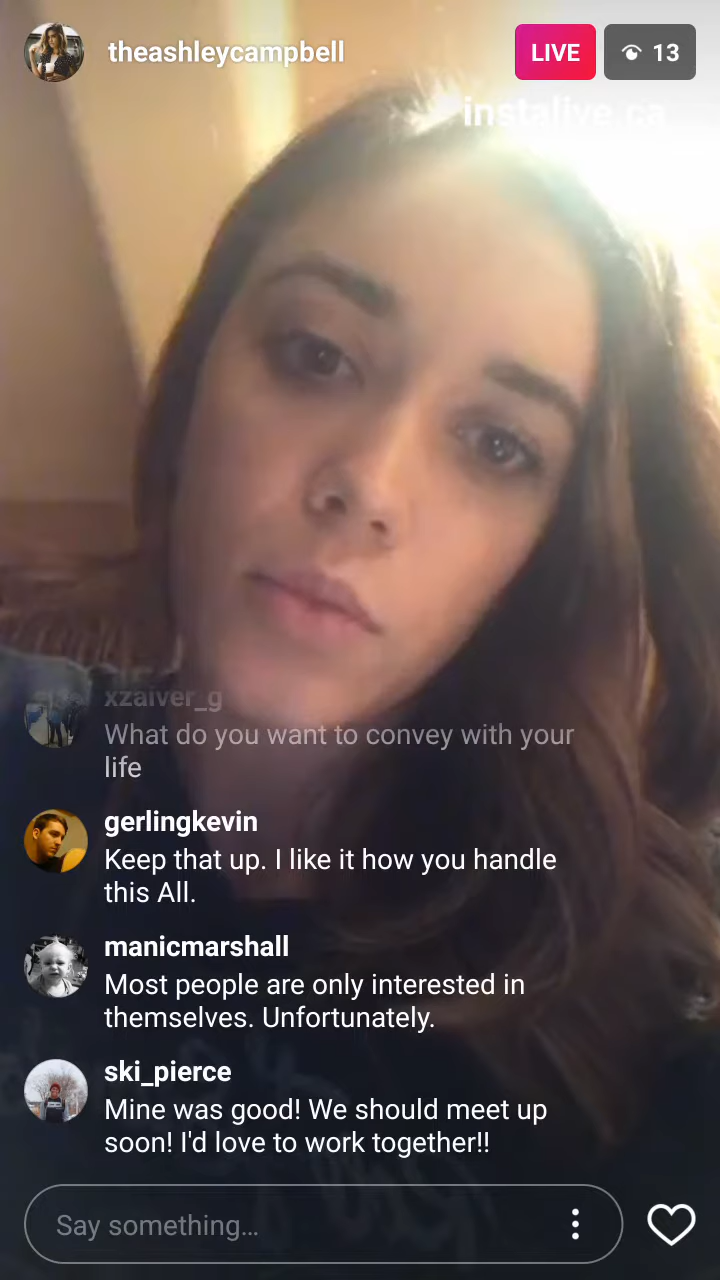 theashleycampbell
LIVE
13
instalive.ca
xzaiver_g
What do you want to convey with your
life
gerlingkevin
Keep that up. I like it how you handle
this All.
manicmarshall
Most people are only interested in
themselves. Unfortunately.
ski_pierce
Mine was good! We should meet up
soon! I'd love to work together!!
Say something...